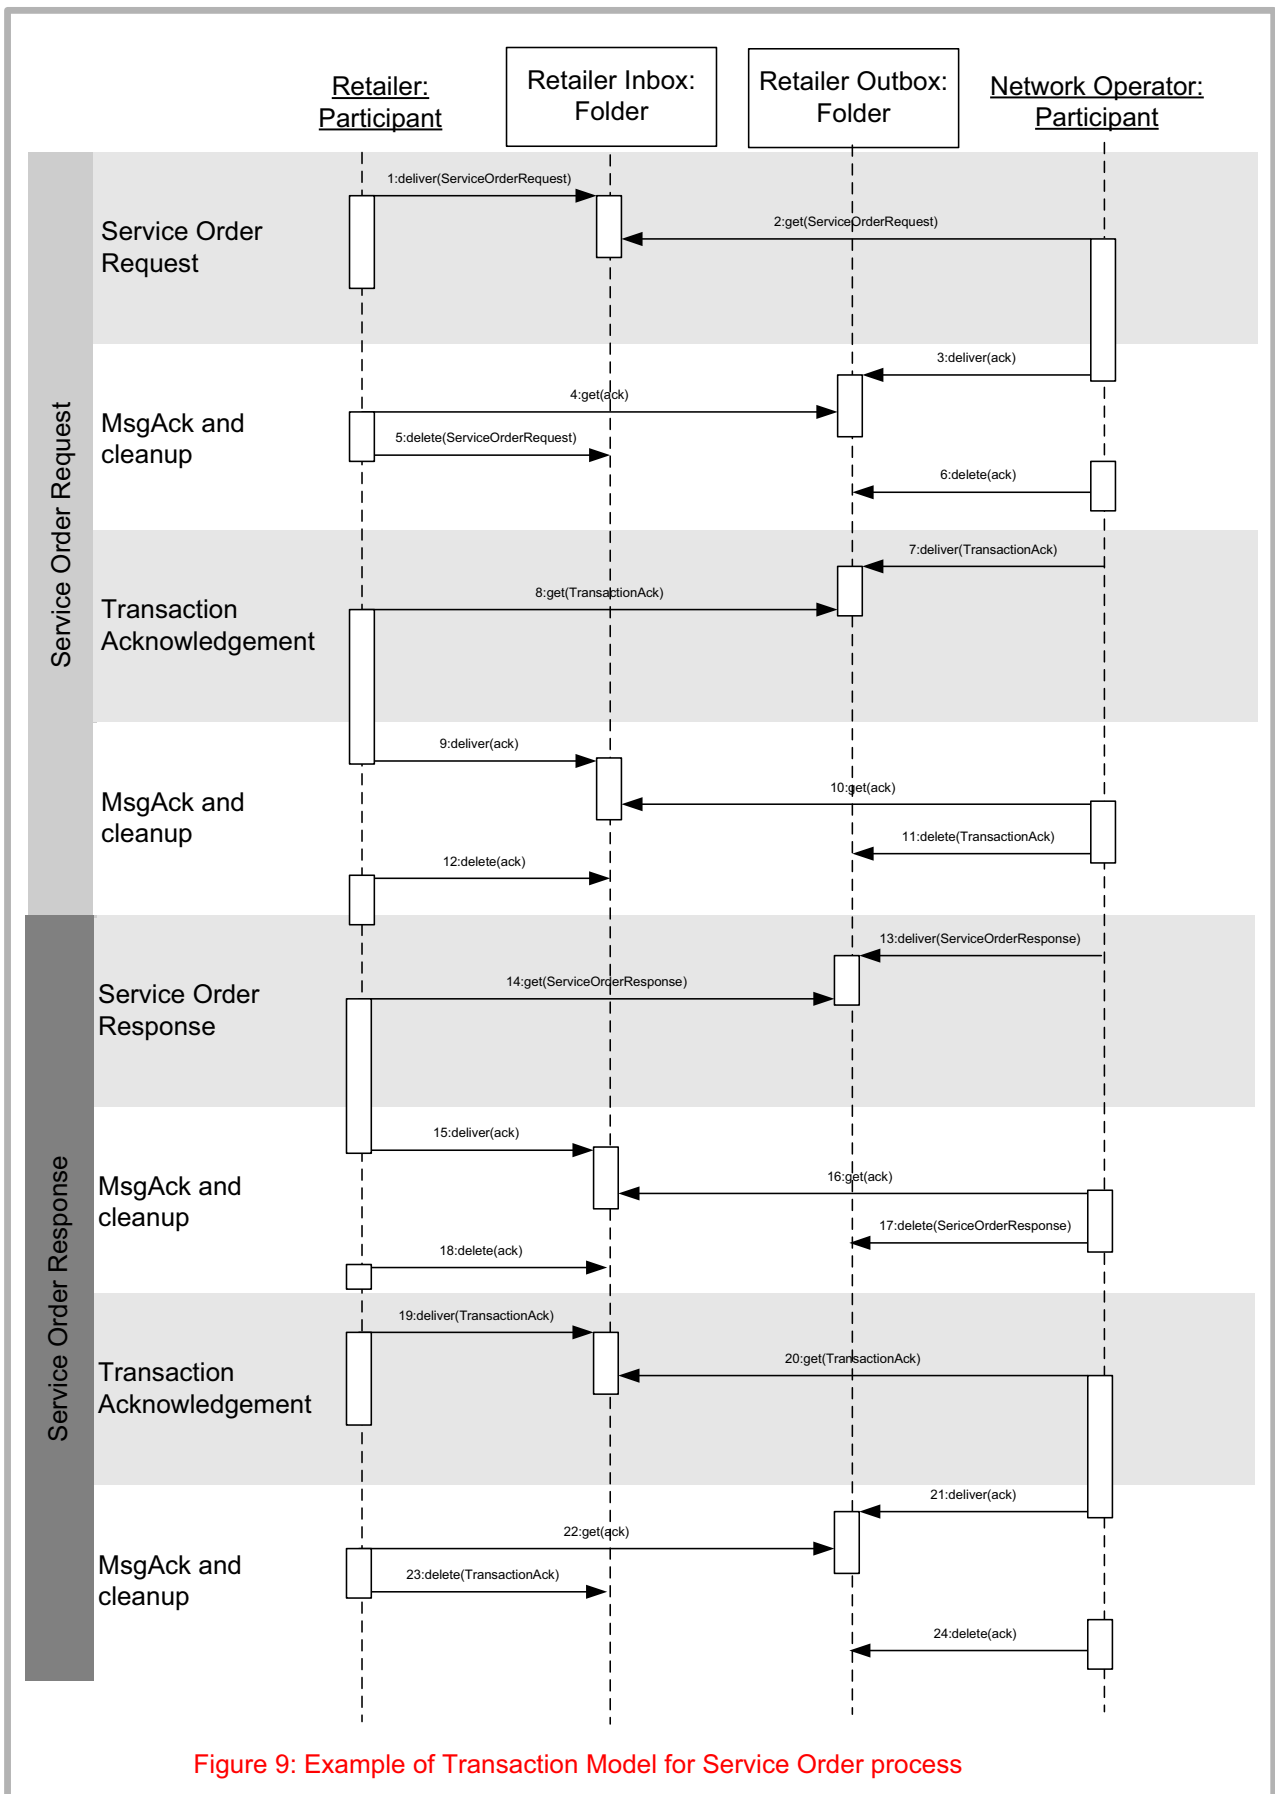 Retailer:
Participant
Retailer Inbox:
Folder
Retailer Outbox:
Folder
Network Operator:
Participant
Service Order Request
Service Order
Request
1:deliver(ServiceOrderRequest)
2:get(ServiceOrderRequest)
MsgAck and
cleanup
3:deliver(ack)
4:get(ack)
5:delete(ServiceOrderRequest)
6:delete(ack)
Transaction
Acknowledgement
7:deliver(TransactionAck)
8:get(TransactionAck)
MsgAck and
cleanup
9:deliver(ack)
10:get(ack)
11:delete(TransactionAck)
12:delete(ack)
Service Order Response
Service Order
Response
13:deliver(ServiceOrderResponse)
14:get(ServiceOrderResponse)
MsgAck and
cleanup
15:deliver(ack)
16:get(ack)
17:delete(SericeOrderResponse)
18:delete(ack)
Transaction
Acknowledgement
19:deliver(TransactionAck)
20:get(TransactionAck)
MsgAck and
cleanup
21:deliver(ack)
22:get(ack)
23:delete(TransactionAck)
24:delete(ack)
Figure 9: Example of Transaction Model for Service Order process